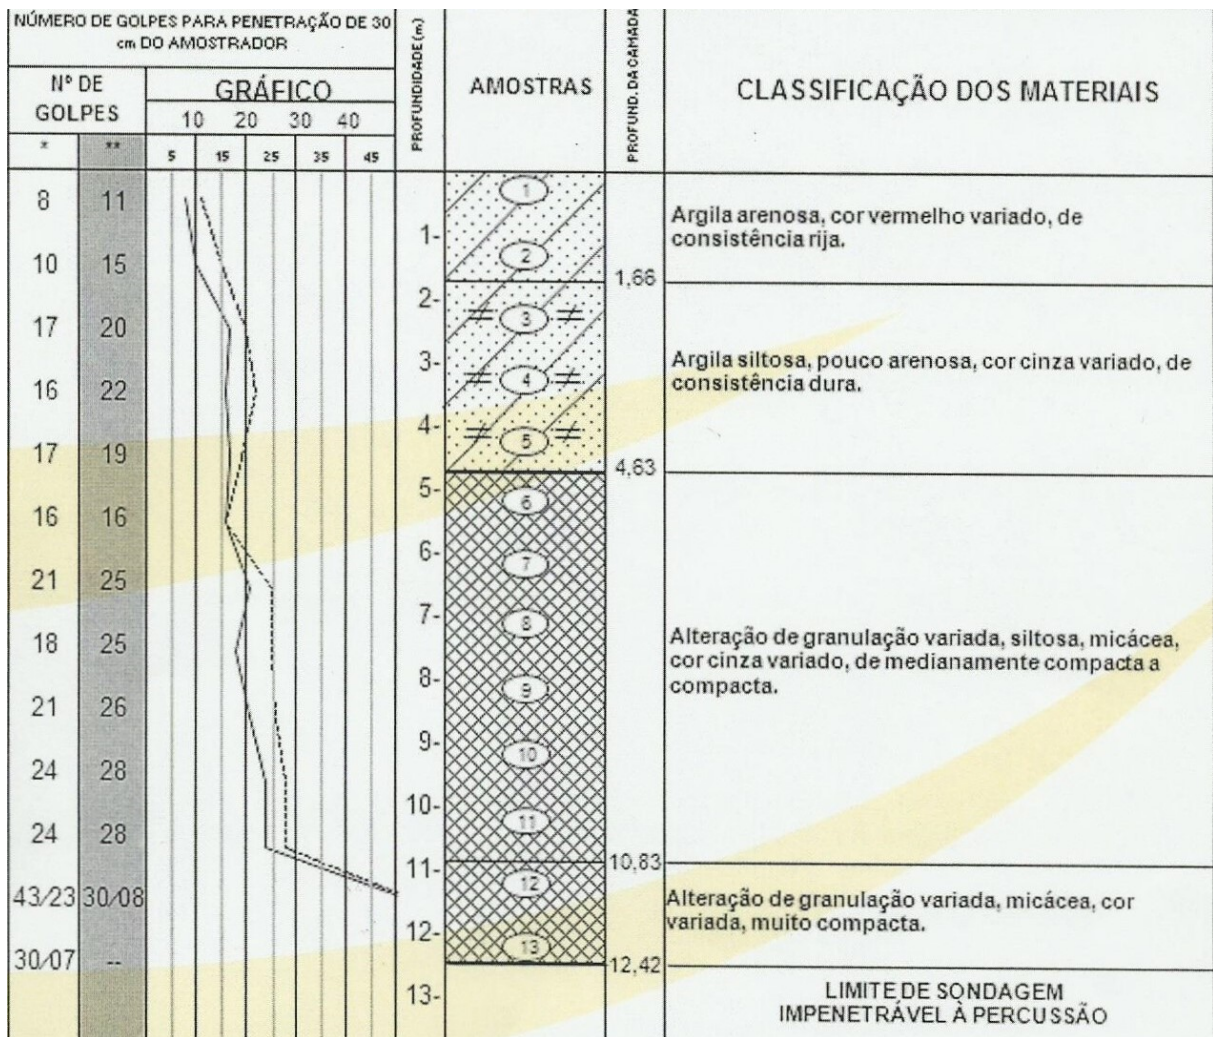 NÚMERO DE GOLPES PARA PENETRAÇÃO DE 30
cm DO AMOSTRADOR
Nº DE
GOLPES
GRÁFICO
10 20 30 40
* **
5 15 25 35 45
PROFUNDIDADE (m)
AMOSTRAS
PROFUND. DA CAMADA
CLASSIFICAÇÃO DOS MATERIAIS
8 11
1
Argila arenosa, cor vermelho variado, de
consistência rija.
1-
10 15
2
1,66
2-
17 20
3
3-
Argila siltosa, pouco arenosa, cor cinza variado, de
consistência dura.
16 22
4
4-
17 19
5
4,63
5-
16 16
6
6-
21 25
7
7-
18 25
8
Alteração de granulação variada, siltosa, micácea,
cor cinza variado, de medianamente compacta a
compacta.
8-
21 26
9
9-
24 28
10
10-
24 28
11
10,83
11-
43/23 30/08
12
Alteração de granulação variada, micácea, cor
variada, muito compacta.
12-
30/07 --
13
12,42
13-
LIMITE DE SONDAGEM
IMPENETRÁVEL À PERCUSSÃO